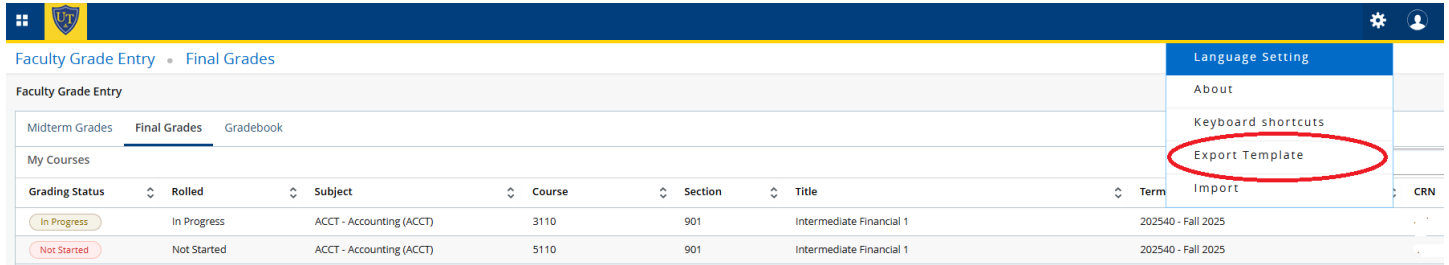 UT
Faculty Grade Entry • Final Grades
Language Setting
Faculty Grade Entry
About
Midterm Grades Final Grades Gradebook
Keyboard shortcuts
My Courses
Export Template
Grading Status Rolled Subject Course Section Title Term CRN
Import
In Progress In Progress ACCT - Accounting (ACCT) 3110 901 Intermediate Financial 1 202540 - Fall 2025
Not Started Not Started ACCT - Accounting (ACCT) 5110 901 Intermediate Financial 1 202540 - Fall 2025